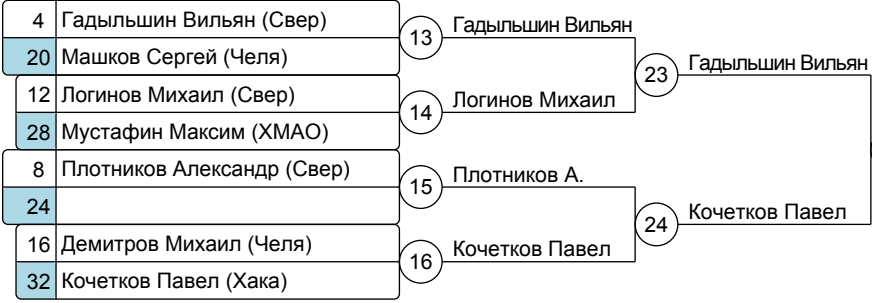 4 Гадыльшин Вильян (Свер)
20 Машков Сергей (Челя)
12 Логинов Михаил (Свер)
28 Мустафин Максим (ХМАО)
8 Плотников Александр (Свер)
24
16 Демитров Михаил (Челя)
32 Кочетков Павел (Хака)
13 Гадыльшин Вильян
14 Логинов Михаил
15 Плотников А.
16 Кочетков Павел
23 Гадыльшин Вильян
24 Кочетков Павел